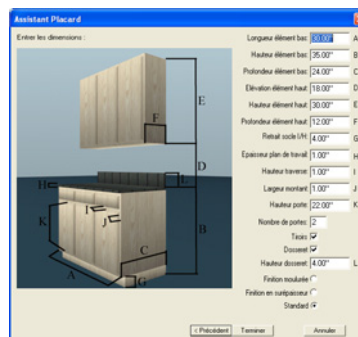 Assistant Placard
Entrer les dimensions :
Longueur élément bas: 30.00" A
Hauteur élément bas: 35.00" B
Profondeur élément bas: 24.00" C
Elévation élément haut: 18.00" D
Hauteur élément haut: 30.00" E
Profondeur élément haut: 12.00" F
Retrait socle I/H: 4.00" G
Epaisseur plan de travail: 1.00" H
Hauteur traverse: 1.00" I
Largeur montant: 1.00" J
Hauteur porte: 22.00" K
Nombre de portes: 2
Tiroirs
Dosseret
Hauteur dosseret: 4.00" L
Finition moulurée
Finition en surépaisseur
Standard
E
F
D
L
H
I
J
K
B
C
A
G
< Précédent
Terminer
Annuler